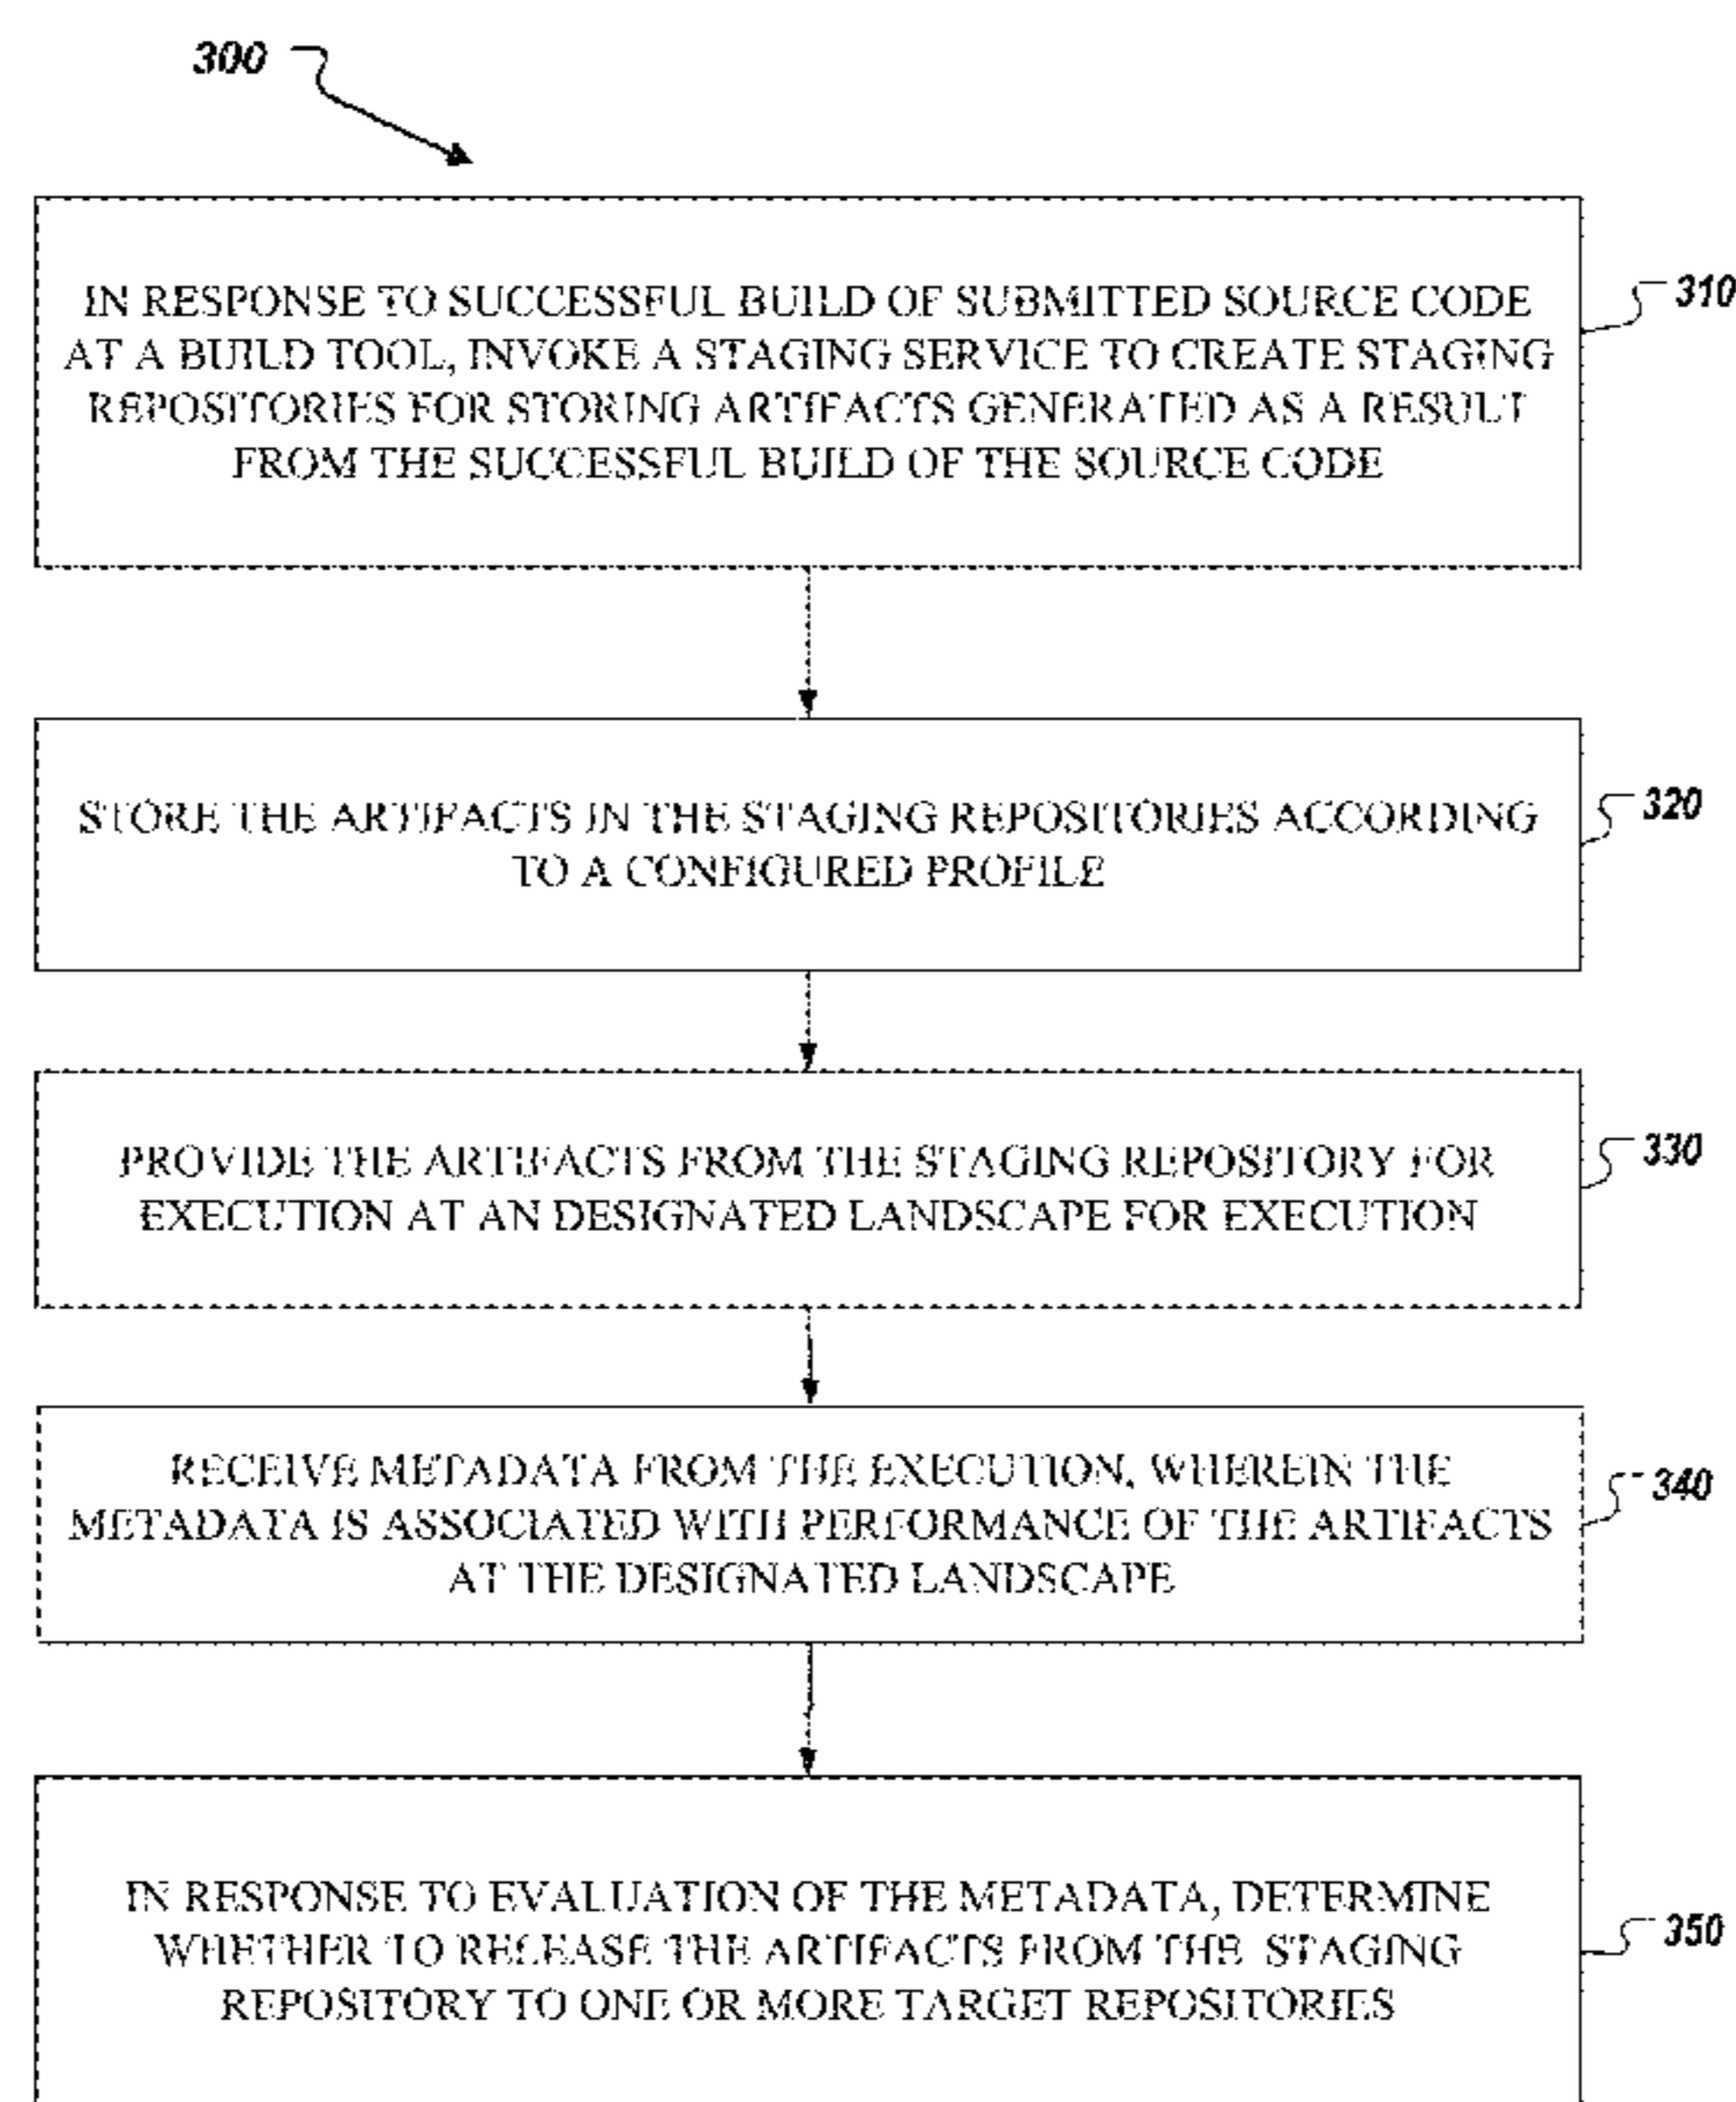 300
IN RESPONSE TO SUCCESSFUL BUILD OF SUBMITTED SOURCE CODE
AT A BUILD TOOL, INVOKE A STAGING SERVICE TO CREATE STAGING
REPOSITORIES FOR STORING ARTIFACTS GENERATED AS A RESULT
FROM THE SUCCESSFUL BUILD OF THE SOURCE CODE
310
STORE THE ARTIFACTS IN THE STAGING REPOSITORIES ACCORDING
TO A CONFIGURED PROFILE
320
PROVIDE THE ARTIFACTS FROM THE STAGING REPOSITORY FOR
EXECUTION AT AN DESIGNATED LANDSCAPE FOR EXECUTION
330
RECEIVE METADATA FROM THE EXECUTION, WHEREIN THE
METADATA IS ASSOCIATED WITH PERFORMANCE OF THE ARTIFACTS
AT THE DESIGNATED LANDSCAPE
340
IN RESPONSE TO EVALUATION OF THE METADATA, DETERMINE
WHETHER TO RELEASE THE ARTIFACTS FROM THE STAGING
REPOSITORY TO ONE OR MORE TARGET REPOSITORIES
350